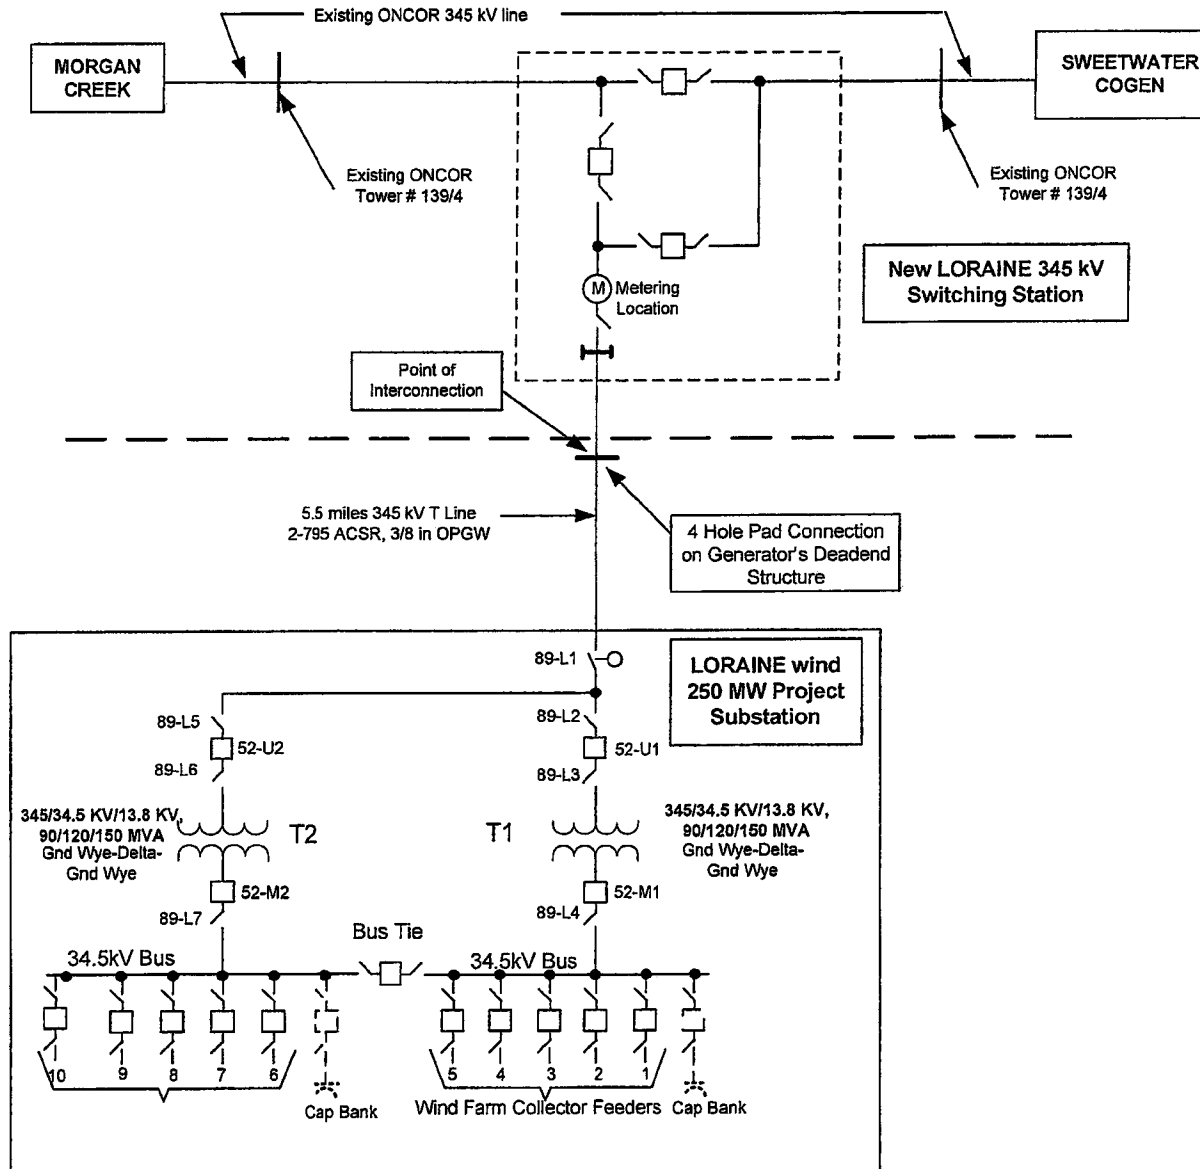 Existing ONCOR 345 kV line
MORGAN
CREEK
SWEETWATER
COGEN
Existing ONCOR
Tower # 139/4
Existing ONCOR
Tower # 139/4
New LORAINE 345 kV
Switching Station
M
Metering
Location
Point of
Interconnection
5.5 miles 345 kV T Line
2-795 ACSR, 3/8 in OPGW
4 Hole Pad Connection
on Generator's Deadend
Structure
LORAINE wind
250 MW Project
Substation
89-L1
89-L5
52-U2
89-L6
89-L2
52-U1
89-L3
345/34.5 KV/13.8 KV,
90/120/150 MVA
Gnd Wye-Delta-
Gnd Wye
T2
T1
345/34.5 KV/13.8 KV,
90/120/150 MVA
Gnd Wye-Delta-
Gnd Wye
52-M2
89-L7
52-M1
89-L4
Bus Tie
34.5kV Bus
34.5kV Bus
10 9 8 7 6
5 4 3 2 1
Cap Bank
Wind Farm Collector Feeders
Cap Bank